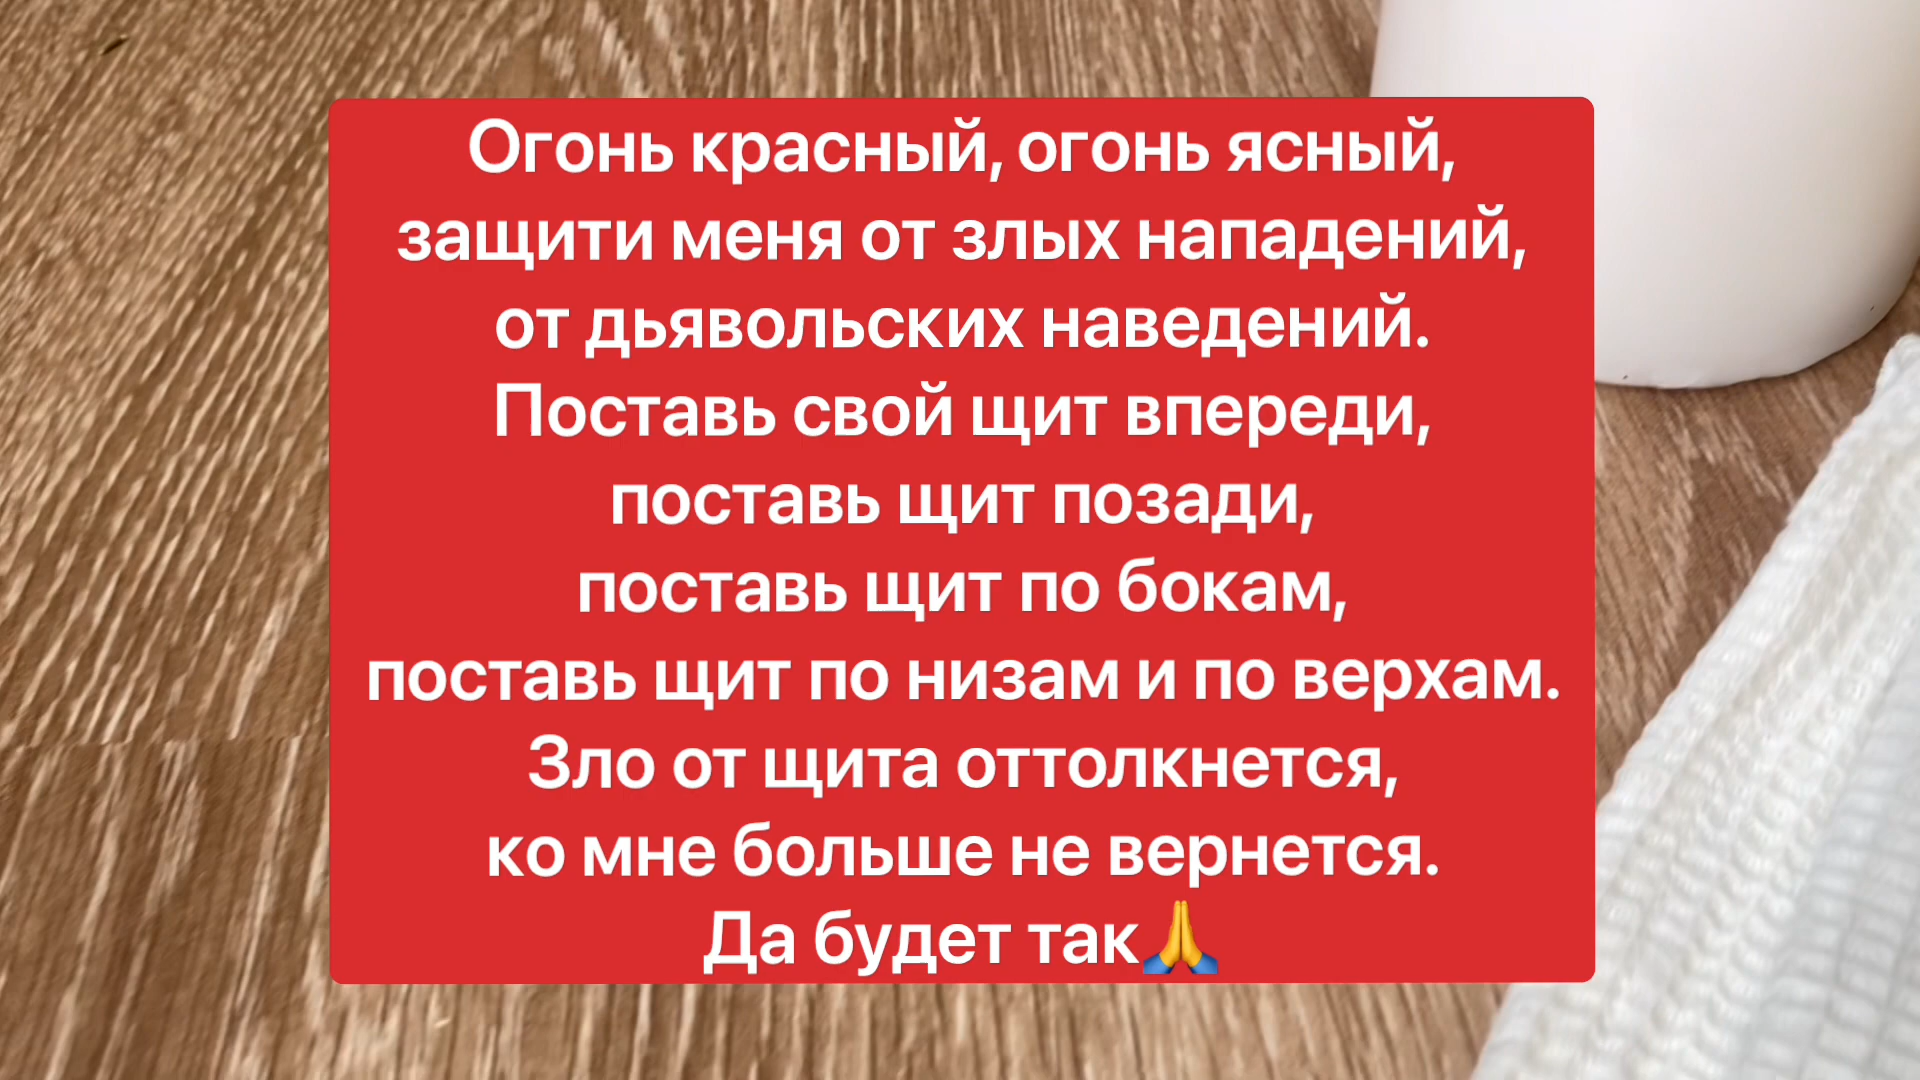 Огонь красный, огонь ясный,
защити меня от злых нападений,
от дьявольских наведений.
Поставь свой щит впереди,
поставь щит позади,
поставь щит по бокам,
поставь щит по низам и по верхам.
Зло от щита оттолкнется,
ко мне больше не вернется.
Да будет так🙏